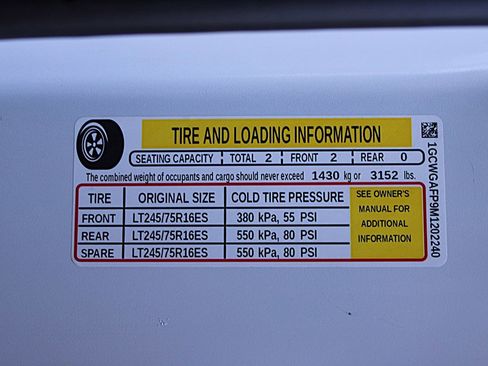 TIRE AND LOADING INFORMATION
SEATING CAPACITY TOTAL 2 FRONT 2 REAR 0
The combined weight of occupants and cargo should never exceed 1430 kg or 3152 lbs.
TIRE ORIGINAL SIZE COLD TIRE PRESSURE
FRONT LT245/75R16ES 380 kPa, 55 PSI
REAR LT245/75R16ES 550 kPa, 80 PSI
SPARE LT245/75R16ES 550 kPa, 80 PSI
SEE OWNER'S
MANUAL FOR
ADDITIONAL
INFORMATION
1GCWGAFP9M1202240